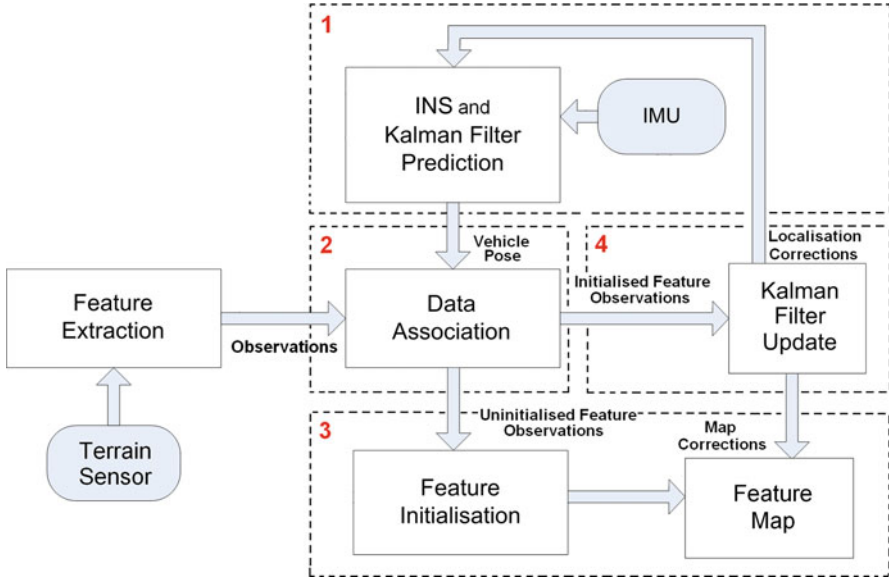 1
INS and
Kalman Filter
Prediction
IMU
2
Vehicle
Pose
4
Localisation
Corrections
Feature
Extraction
Observations
Data
Association
Initialised Feature
Observations
Kalman
Filter
Update
Terrain
Sensor
3
Uninitialised Feature
Observations
Map
Corrections
Feature
Initialisation
Feature
Map